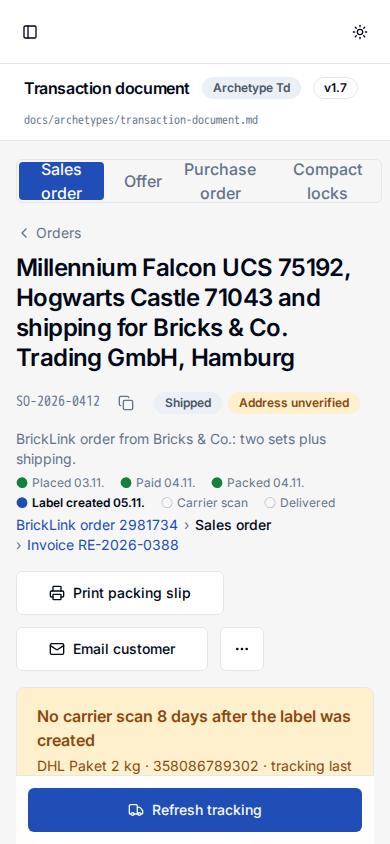 Transaction document Archetype Td v1.7
docs/archetypes/transaction-document.md
Sales order
Offer
Purchase order
Compact locks
Orders
Millennium Falcon UCS 75192,
Hogwarts Castle 71043 and
shipping for Bricks & Co.
Trading GmbH, Hamburg
SO-2026-0412 Shipped Address unverified
BrickLink order from Bricks & Co.: two sets plus
shipping.
Placed 03.11. Paid 04.11. Packed 04.11.
Label created 05.11. Carrier scan Delivered
BrickLink order 2981734 › Sales order
› Invoice RE-2026-0388
Print packing slip
Email customer
No carrier scan 8 days after the label was
created
DHL Paket 2 kg · 358086789302 · tracking last
Refresh tracking